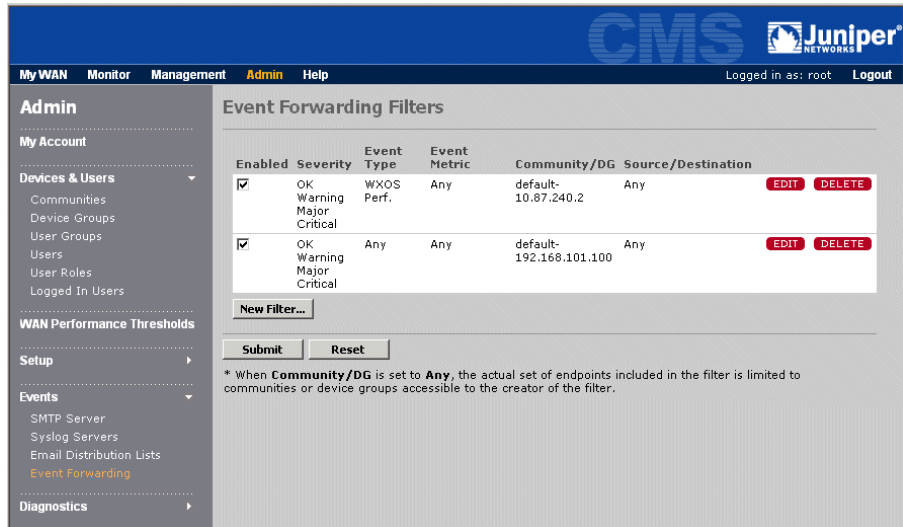 CMS
Juniper®
NETWORKS
My WAN Monitor Management Admin Help Logged in as: root Logout
Admin
My Account
Devices & Users
Communities
Device Groups
User Groups
Users
User Roles
Logged In Users
WAN Performance Thresholds
Setup
Events
SMTP Server
Syslog Servers
Email Distribution Lists
Event Forwarding
Diagnostics
Event Forwarding Filters
Enabled Severity Event Type Event Metric Community/DG Source/Destination
OK WXOS Any default- Any EDIT DELETE
Warning Perf. 10.87.240.2
Major
Critical
OK Any Any default- Any EDIT DELETE
Warning 192.168.101.100
Major
Critical
New Filter...
Submit Reset
* When Community/DG is set to Any, the actual set of endpoints included in the filter is limited to
communities or device groups accessible to the creator of the filter.